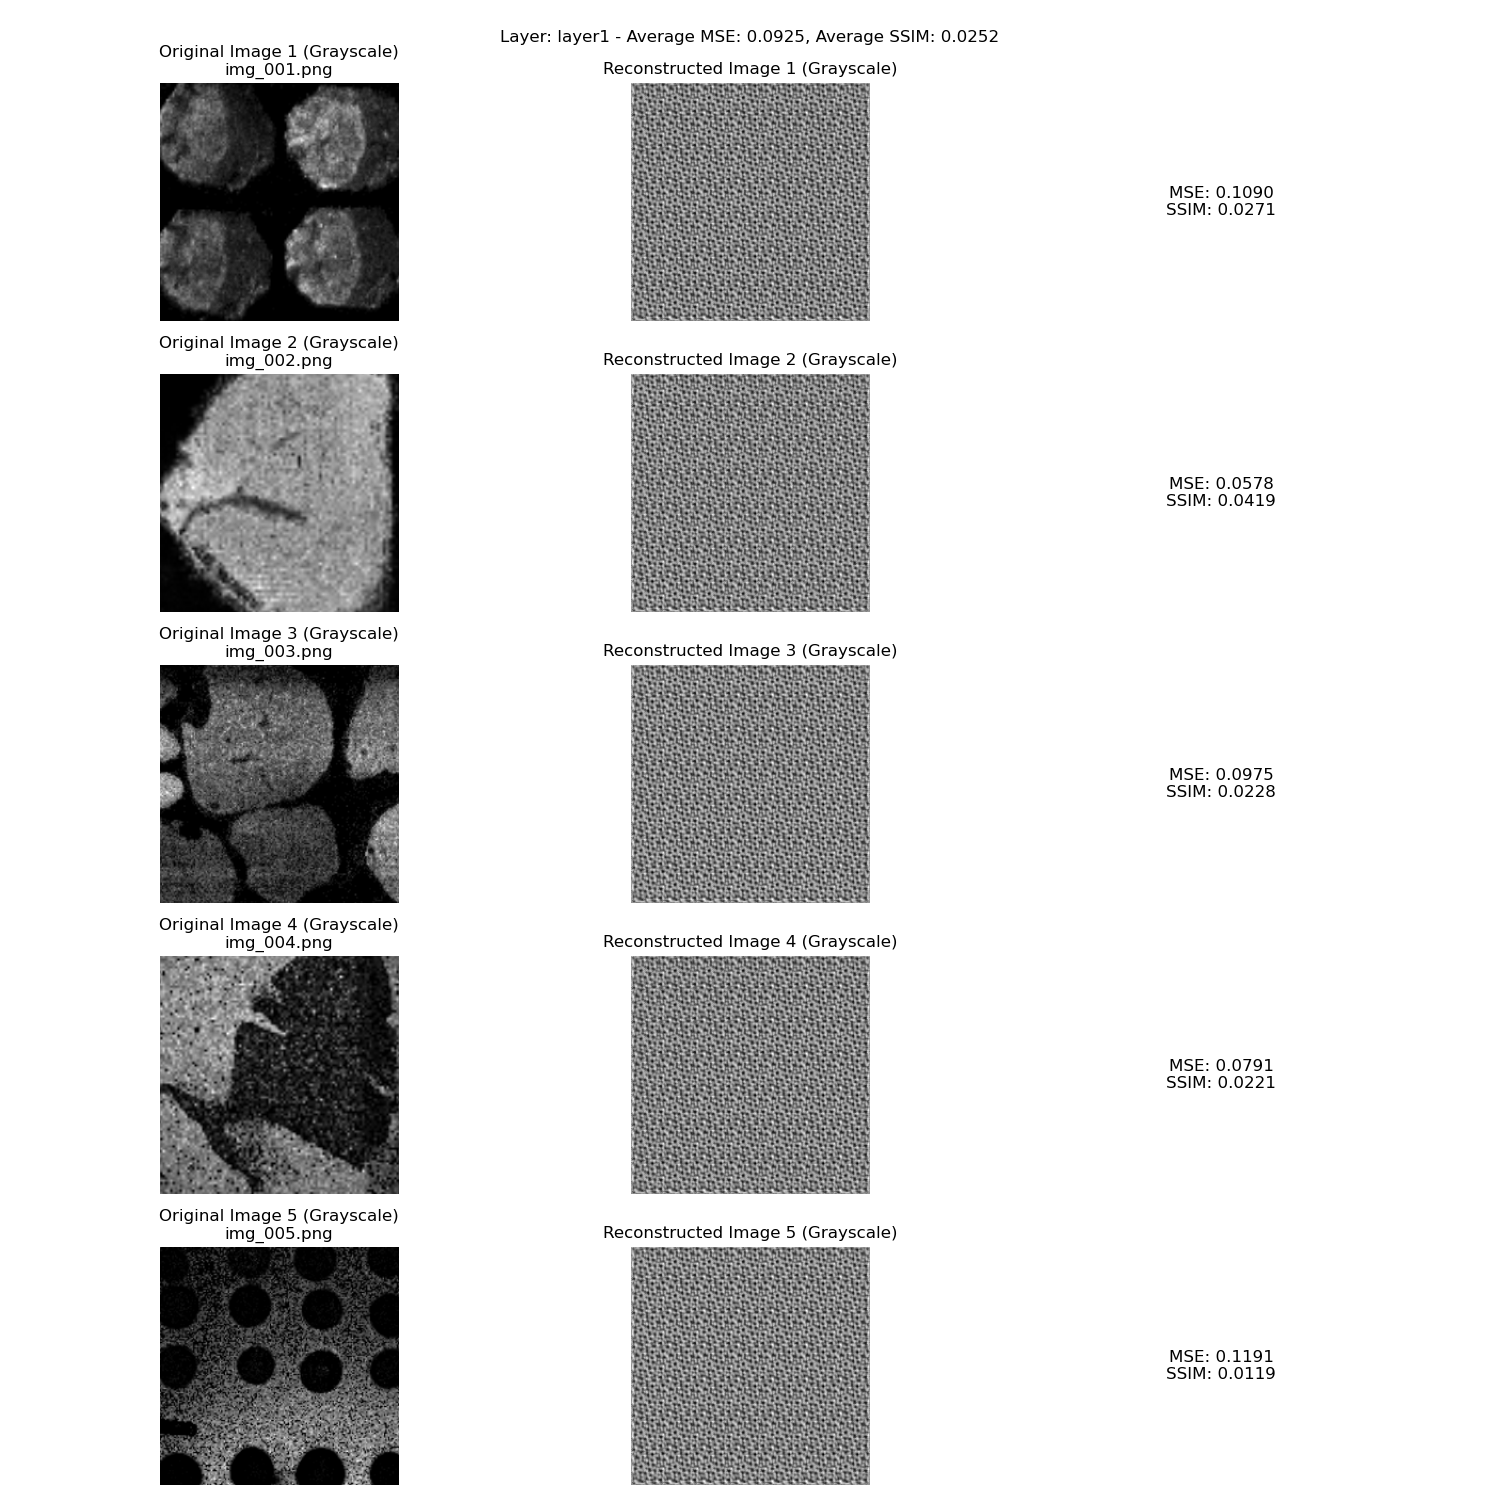 Layer: layer1 - Average MSE: 0.0925, Average SSIM: 0.0252
Original Image 1 (Grayscale)
img_001.png
Reconstructed Image 1 (Grayscale)
MSE: 0.1090
SSIM: 0.0271
Original Image 2 (Grayscale)
img_002.png
Reconstructed Image 2 (Grayscale)
MSE: 0.0578
SSIM: 0.0419
Original Image 3 (Grayscale)
img_003.png
Reconstructed Image 3 (Grayscale)
MSE: 0.0975
SSIM: 0.0228
Original Image 4 (Grayscale)
img_004.png
Reconstructed Image 4 (Grayscale)
MSE: 0.0791
SSIM: 0.0221
Original Image 5 (Grayscale)
img_005.png
Reconstructed Image 5 (Grayscale)
MSE: 0.1191
SSIM: 0.0119